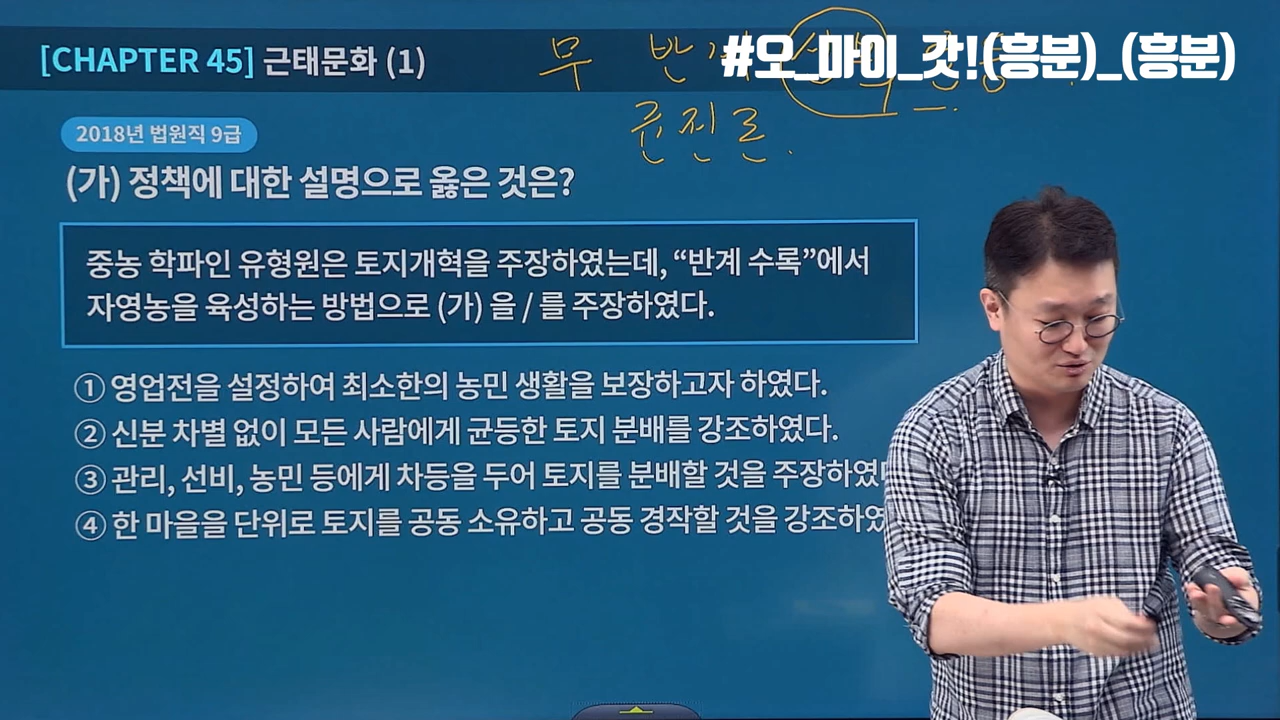 [CHAPTER 45] 근태문화 (1)
무 반계
#오_마이_갓!(흥분)_(흥분)
균전론.
2018년 법원직 9급
(가) 정책에 대한 설명으로 옳은 것은?
중농 학파인 유형원은 토지개혁을 주장하였는데, “반계 수록”에서
자영농을 육성하는 방법으로 (가) 을 / 를 주장하였다.
① 영업전을 설정하여 최소한의 농민 생활을 보장하고자 하였다.
② 신분 차별 없이 모든 사람에게 균등한 토지 분배를 강조하였다.
③ 관리, 선비, 농민 등에게 차등을 두어 토지를 분배할 것을 주장하였
④ 한 마을을 단위로 토지를 공동 소유하고 공동 경작할 것을 강조하였